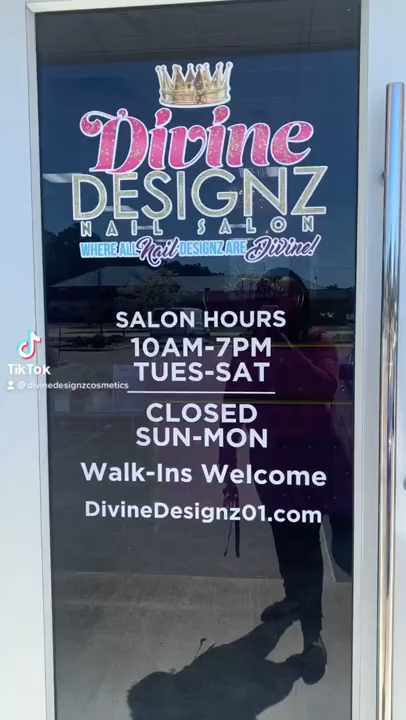 Divine
DESIGNZ
NAIL SALON
WHERE ALL Nail DESIGNZ ARE Divine!
SALON HOURS
10AM-7PM
TUES-SAT
CLOSED
SUN-MON
Walk-Ins Welcome
DivineDesignz01.com
TikTok
@divinedesignzcosmetics